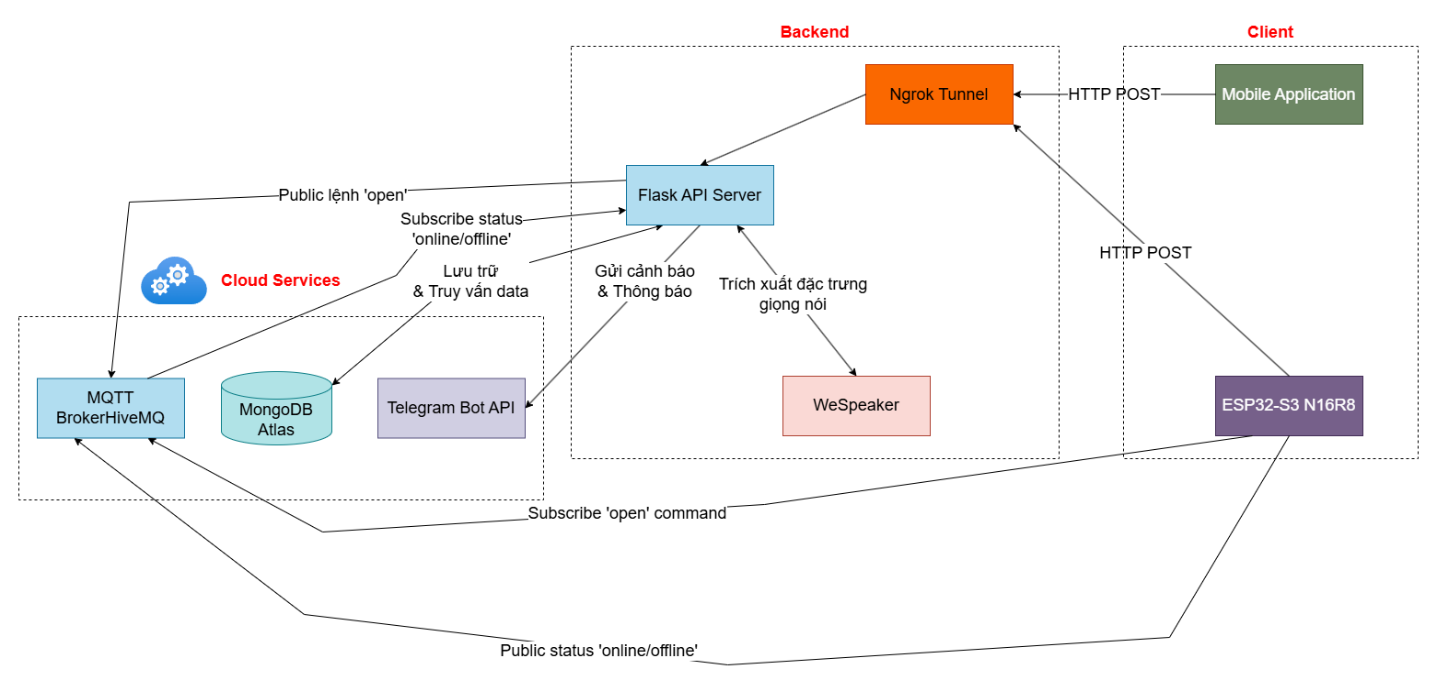 Backend
Client
Ngrok Tunnel
HTTP POST
Mobile Application
Flask API Server
Public lệnh 'open'
Subscribe status
'online/offline'
HTTP POST
Cloud Services
Lưu trữ
& Truy vấn data
Gửi cảnh báo
& Thông báo
Trích xuất đặc trưng
giọng nói
MQTT
BrokerHiveMQ
MongoDB
Atlas
Telegram Bot API
WeSpeaker
ESP32-S3 N16R8
Subscribe 'open' command
Public status 'online/offline'